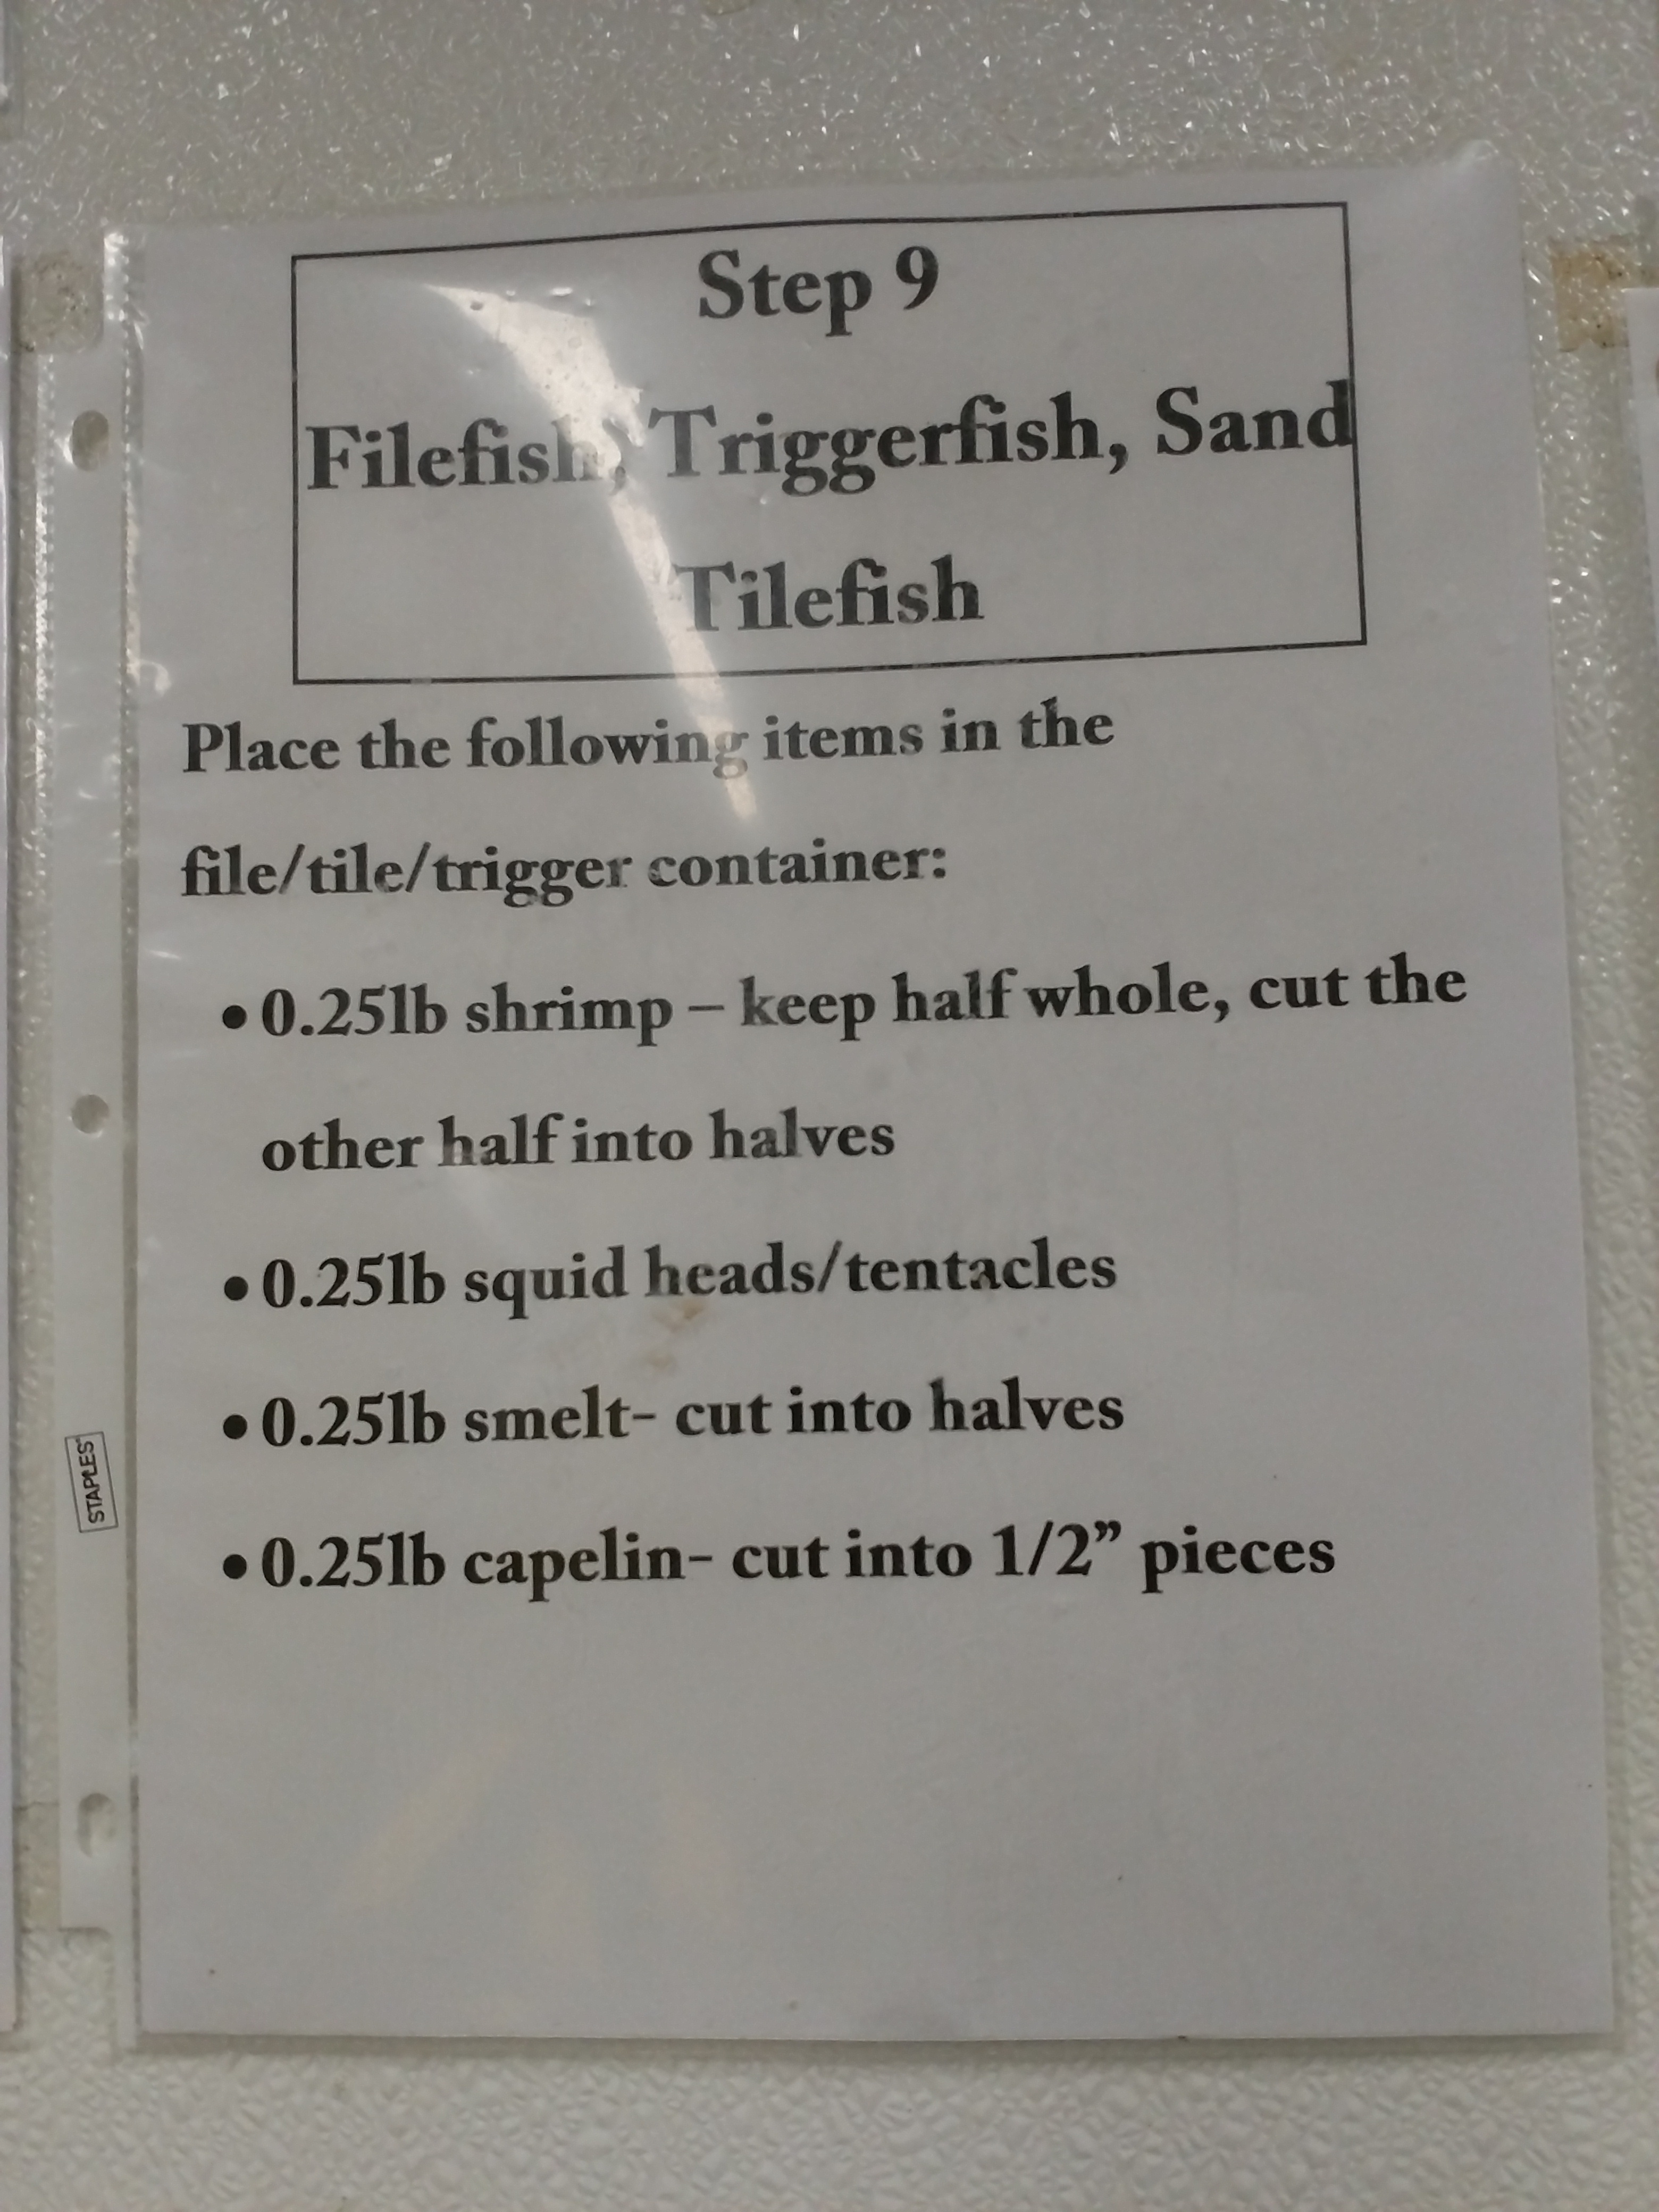 Step 9
Filefish, Triggerfish, Sand
Tilefish
Place the following items in the
file/tile/trigger container:
• 0.25lb shrimp – keep half whole, cut the
other half into halves
• 0.25lb squid heads/tentacles
• 0.25lb smelt- cut into halves
• 0.25lb capelin- cut into 1/2” pieces
STAPLES